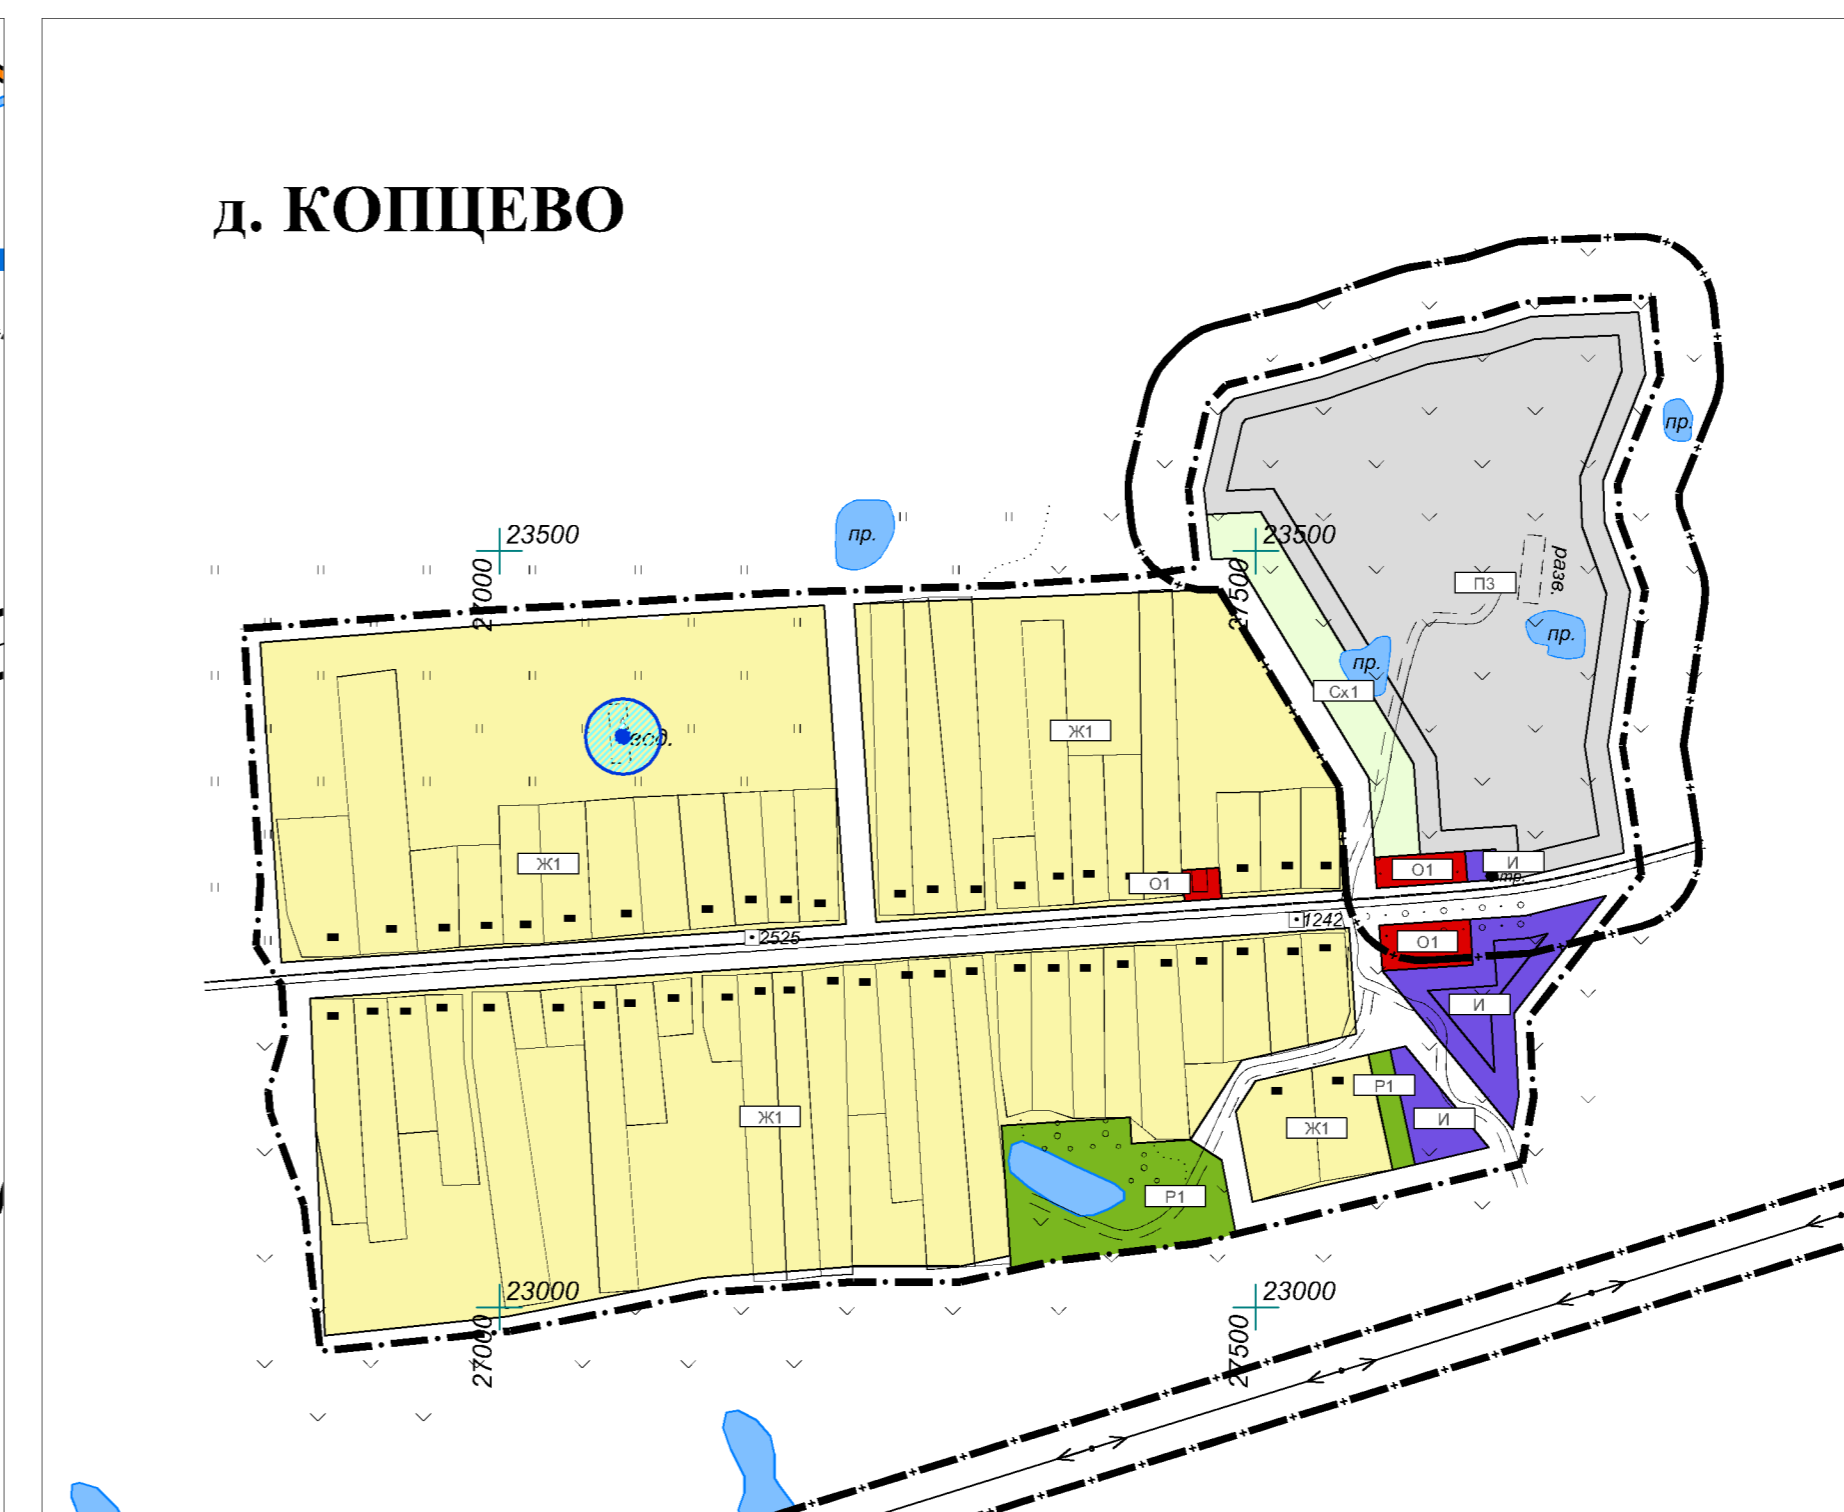 д. КОПЦЕВО
пр.
23500
27000
пр.
23500
27500
разв.
П3
пр.
пр.
Сх1
Ж1
Ж1
О1
О1
И
2525
1242
О1
И
Ж1
Р1
И
Ж1
Р1
23000
27000
23000
27500